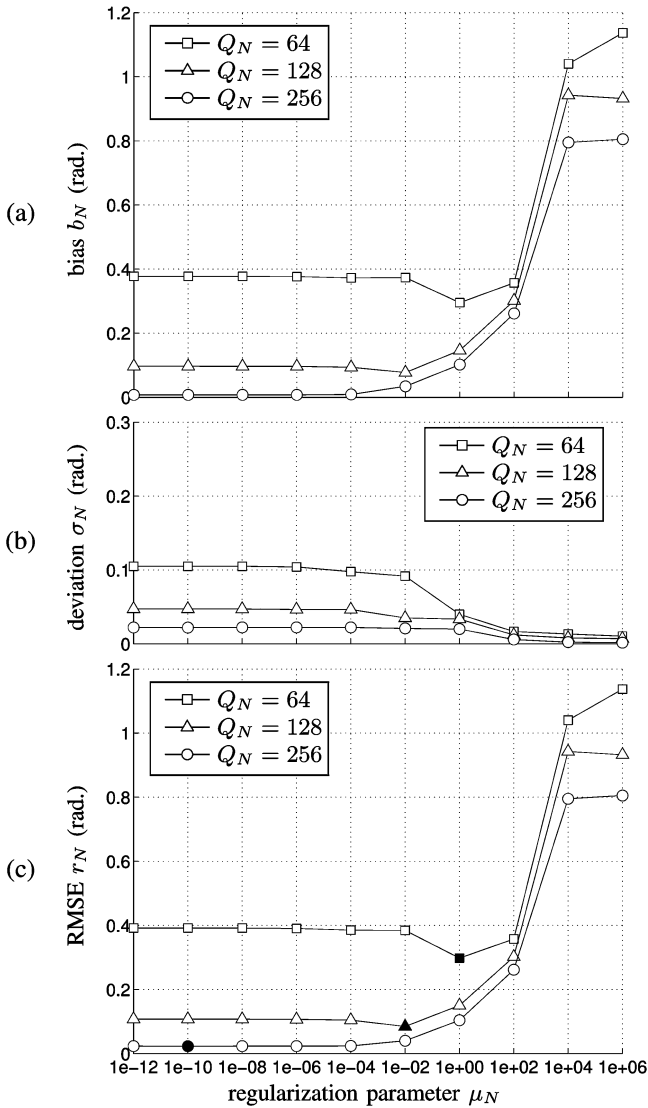 (a)
bias b_N (rad.)
1.2
1
0.8
0.6
0.4
0.2
0
Q_N = 64
Q_N = 128
Q_N = 256
(b)
deviation σ_N (rad.)
0.3
0.2
0.1
0
Q_N = 64
Q_N = 128
Q_N = 256
(c)
RMSE r_N (rad.)
1.2
1
0.8
0.6
0.4
0.2
0
Q_N = 64
Q_N = 128
Q_N = 256
1e-12 1e-10 1e-08 1e-06 1e-04 1e-02 1e+00 1e+02 1e+04 1e+06
regularization parameter μ_N